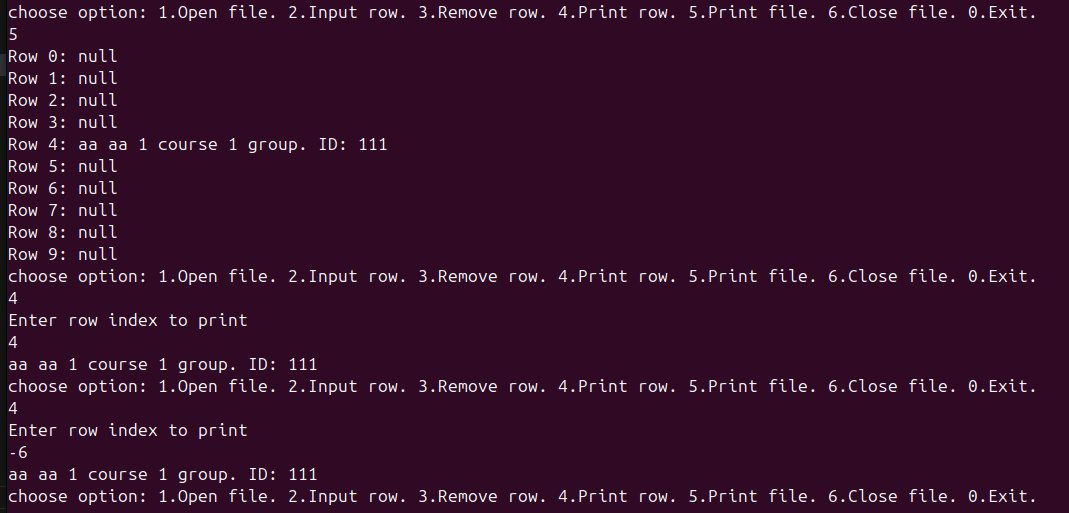 choose option: 1.Open file. 2.Input row. 3.Remove row. 4.Print row. 5.Print file. 6.Close file. 0.Exit.
5
Row 0: null
Row 1: null
Row 2: null
Row 3: null
Row 4: aa aa 1 course 1 group. ID: 111
Row 5: null
Row 6: null
Row 7: null
Row 8: null
Row 9: null
choose option: 1.Open file. 2.Input row. 3.Remove row. 4.Print row. 5.Print file. 6.Close file. 0.Exit.
4
Enter row index to print
4
aa aa 1 course 1 group. ID: 111
choose option: 1.Open file. 2.Input row. 3.Remove row. 4.Print row. 5.Print file. 6.Close file. 0.Exit.
4
Enter row index to print
-6
aa aa 1 course 1 group. ID: 111
choose option: 1.Open file. 2.Input row. 3.Remove row. 4.Print row. 5.Print file. 6.Close file. 0.Exit.